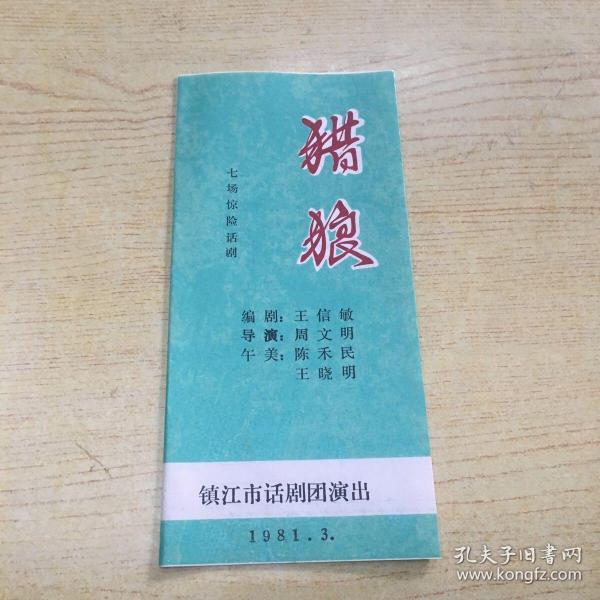 猎狼
七场惊险话剧
编剧：王信敏
导演：周文明
午美：陈禾民
王晓明
镇江市话剧团演出
1981.3.
孔夫子旧书网
www.kongfz.com